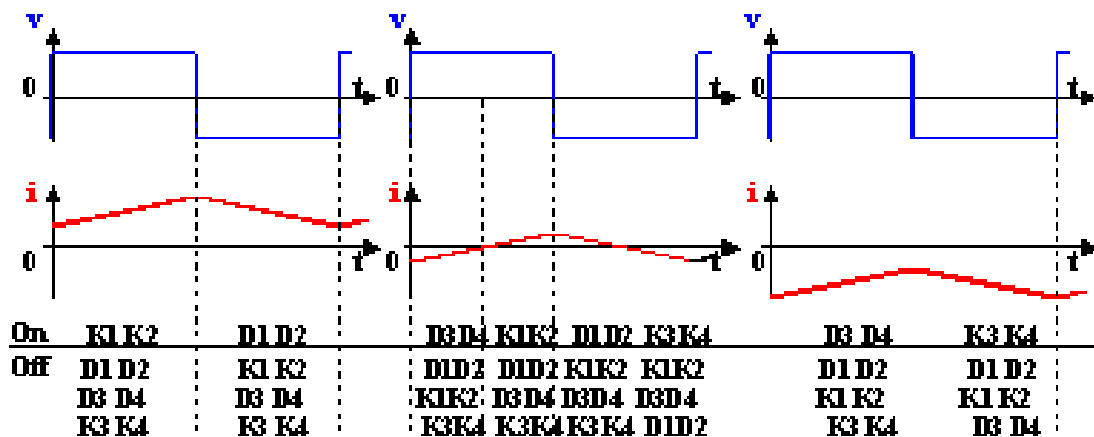 v v v
0 t 0 t 0 t
i i i
0 t 0 t 0 t
On K1 K2 D1 D2 D3 D4 K1 K2 D1 D2 K3 K4 D3 D4 K3 K4
Off D1 D2 K1 K2 D1D2 D1D2 K1K2 K1K2 D1 D2 D1 D2
D3 D4 D3 D4 K1K2 D3D4 D3D4 D3D4 K1 K2 K1 K2
K3 K4 K3 K4 K3K4 K3K4 K3 K4 D1D2 K3 K4 D3 D4